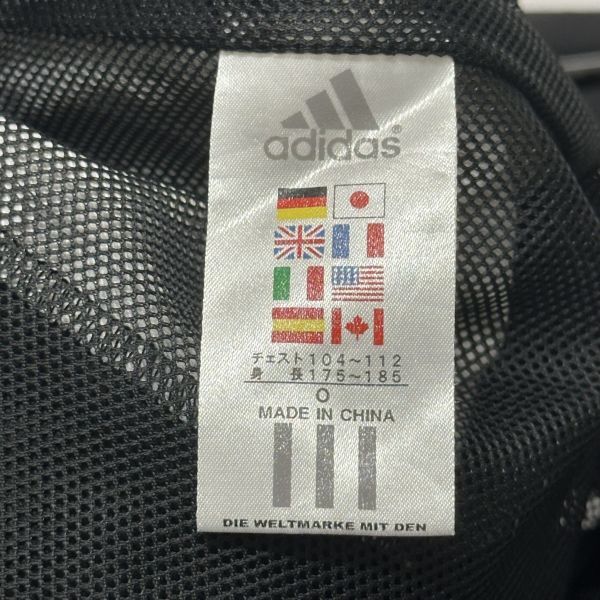 adidas®
チェスト104～112
身長175～185
O
MADE IN CHINA
DIE WELTMARKE MIT DEN